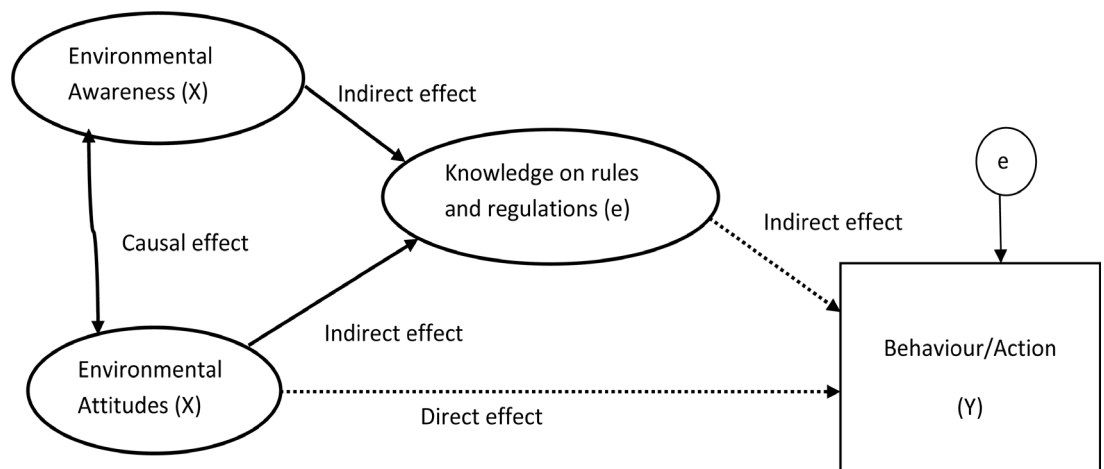 Environmental
Awareness (X)
Indirect effect
Knowledge on rules
and regulations (e)
e
Indirect effect
Causal effect
Indirect effect
Environmental
Attitudes (X)
Direct effect
Behaviour/Action
(Y)